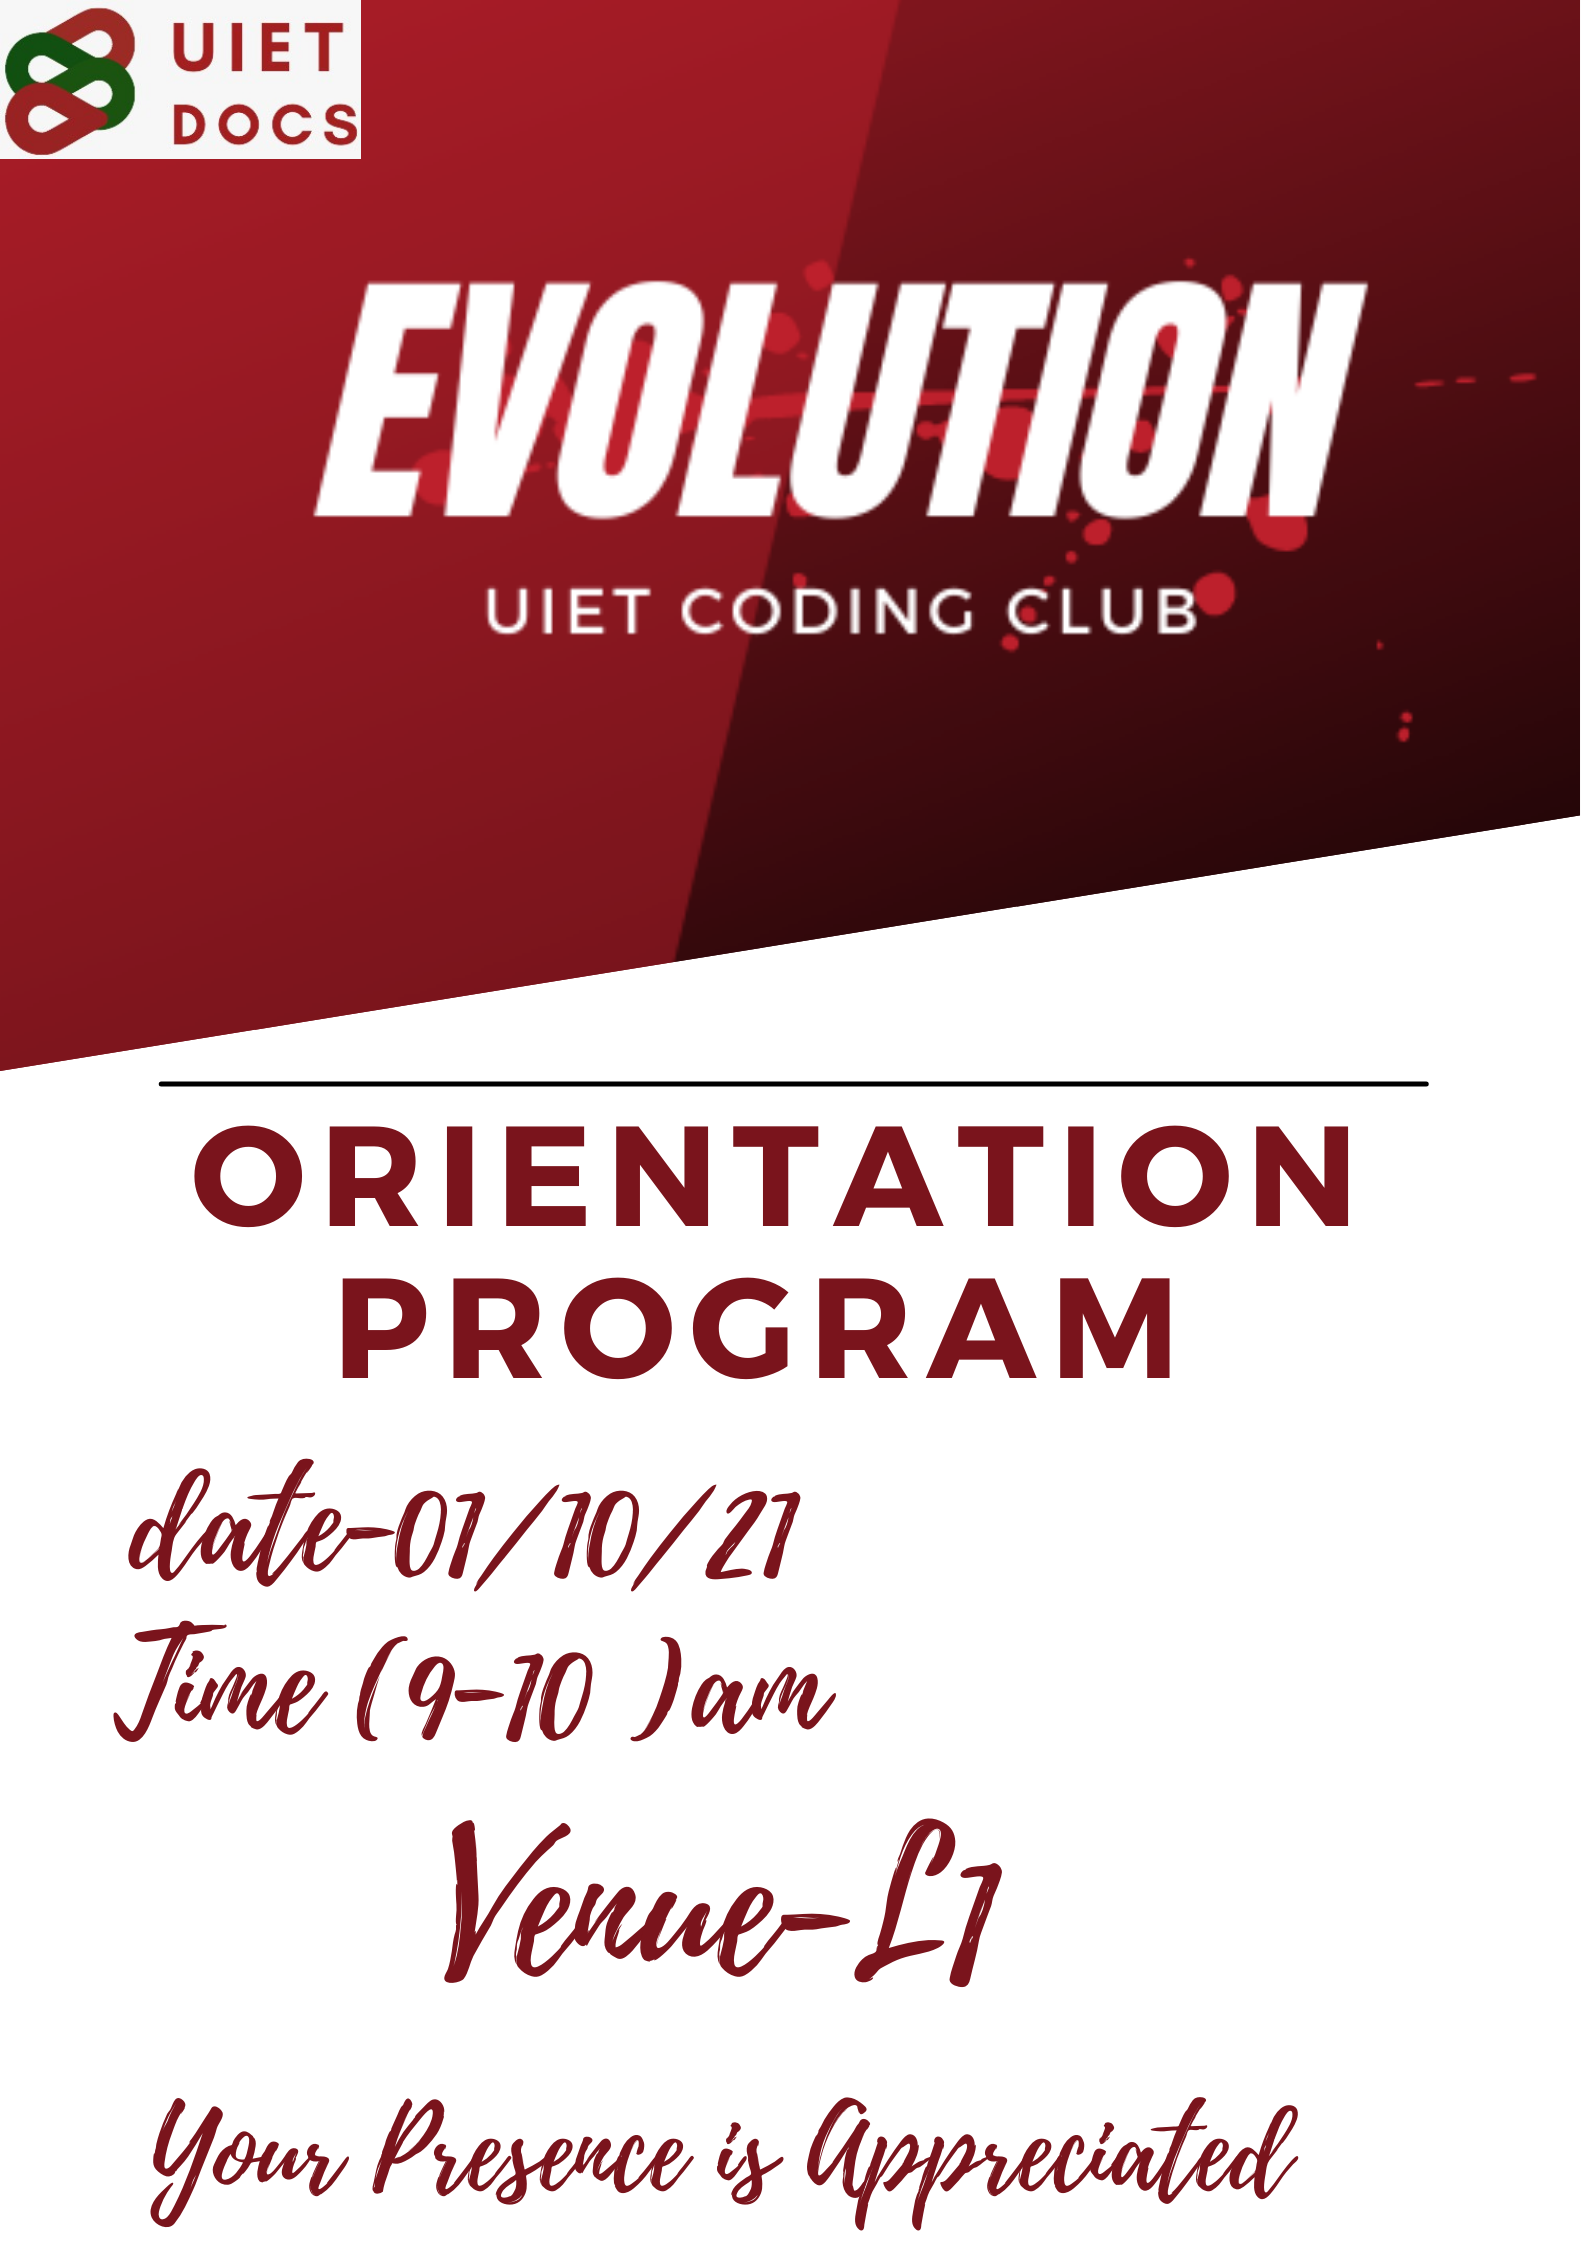 UIET
DOCS
EVOLUTION
UIET CODING CLUB
ORIENTATION
PROGRAM
date-01/10/21
Time (9-10 )am
Venue-L1
Your Presence is Appreciated